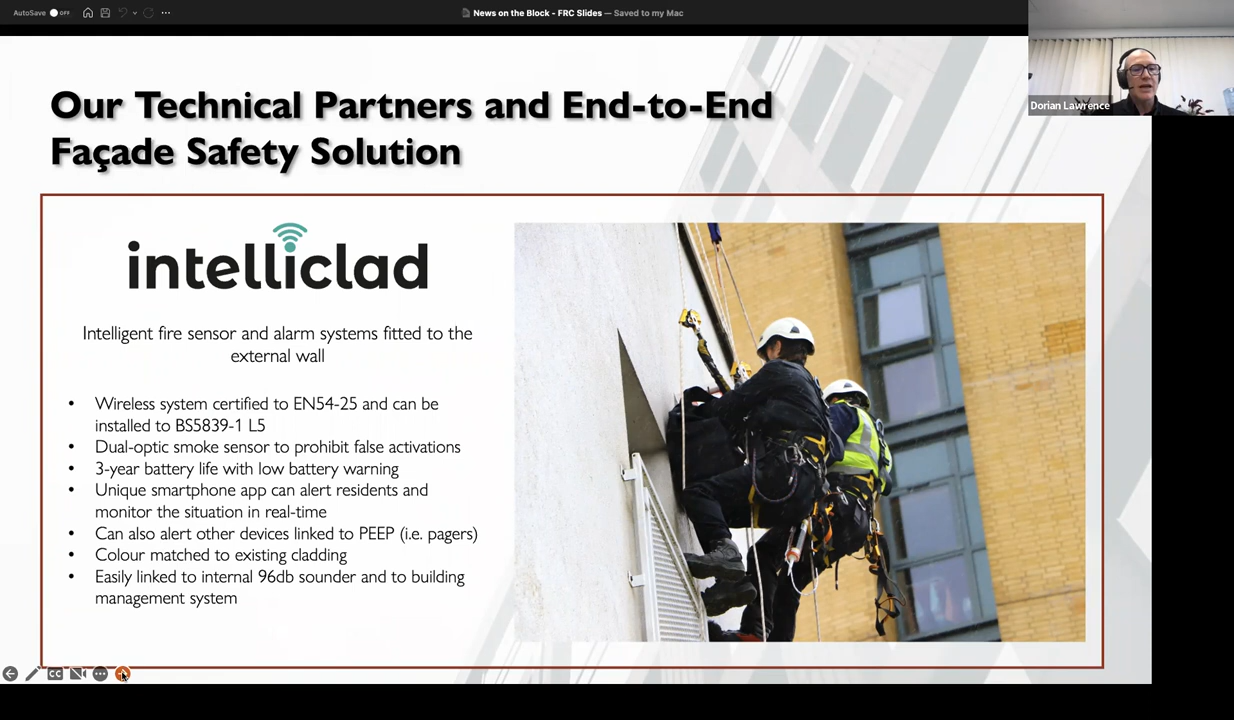 AutoSave OFF
News on the Block - FRC Slides — Saved to my Mac
Dorian Lawrence
Our Technical Partners and End-to-End
Façade Safety Solution
intelliclad
Intelligent fire sensor and alarm systems fitted to the
external wall
• Wireless system certified to EN54-25 and can be
installed to BS5839-1 L5
• Dual-optic smoke sensor to prohibit false activations
• 3-year battery life with low battery warning
• Unique smartphone app can alert residents and
monitor the situation in real-time
• Can also alert other devices linked to PEEP (i.e. pagers)
• Colour matched to existing cladding
• Easily linked to internal 96db sounder and to building
management system
CC